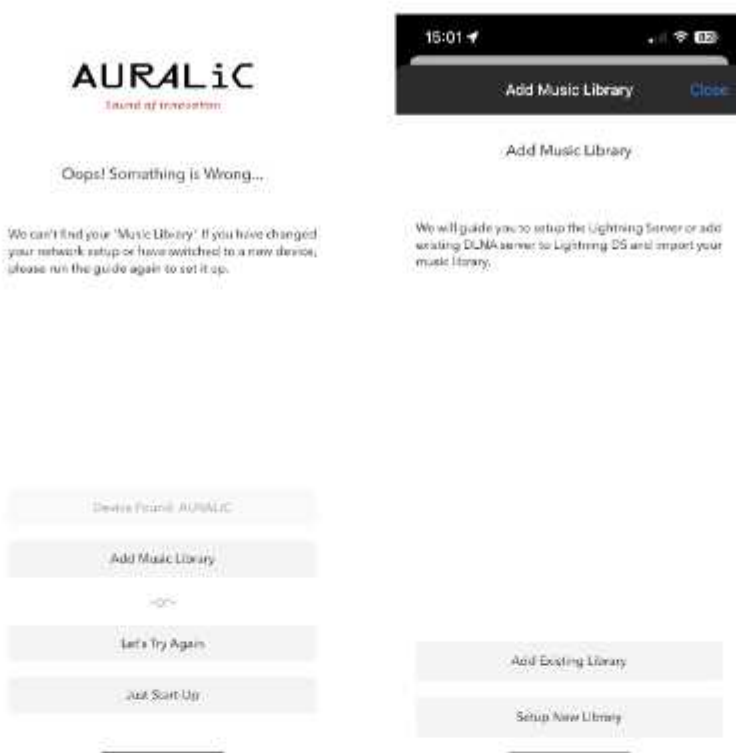 AURALiC
Sound of innovation
Oops! Something is Wrong...
We can't find your 'Music Library'. If you have changed
your network setup or have switched to a new device,
please run the guide again to set it up.
Device Found: AURALiC
Add Music Library
-or-
Let's Try Again
Just Start-Up
15:01
Add Music Library
Close
Add Music Library
We will guide you to setup the Lightning Server or add
existing DLNA server to Lightning DS and import your
music library.
Add Existing Library
Setup New Library